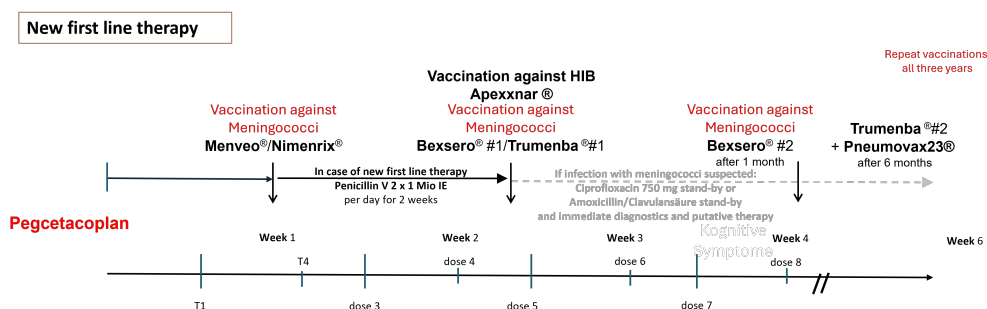 New first line therapy
Repeat vaccinations
all three years
Vaccination against HIB
Apexxnar ®
Vaccination against
Meningococci
Menveo®/Nimenrix®
Vaccination against
Meningococci
Bexsero® #1/Trumenba®#1
Vaccination against
Meningococci
Bexsero® #2
after 1 month
Trumenba ®#2
+ Pneumovax23®
after 6 months
In case of new first line therapy
Penicillin V 2 x 1 Mio IE
per day for 2 weeks
If infection with meningococci suspected:
Ciprofloxacin 750 mg stand-by or
Amoxicillin/Clavulansäure stand-by
and immediate diagnostics and putative therapy
Pegcetacoplan
Kognitive
Symptome
Week 1
Week 2
Week 3
Week 4
Week 6
T4
dose 4
dose 6
dose 8
T1
dose 3
dose 5
dose 7